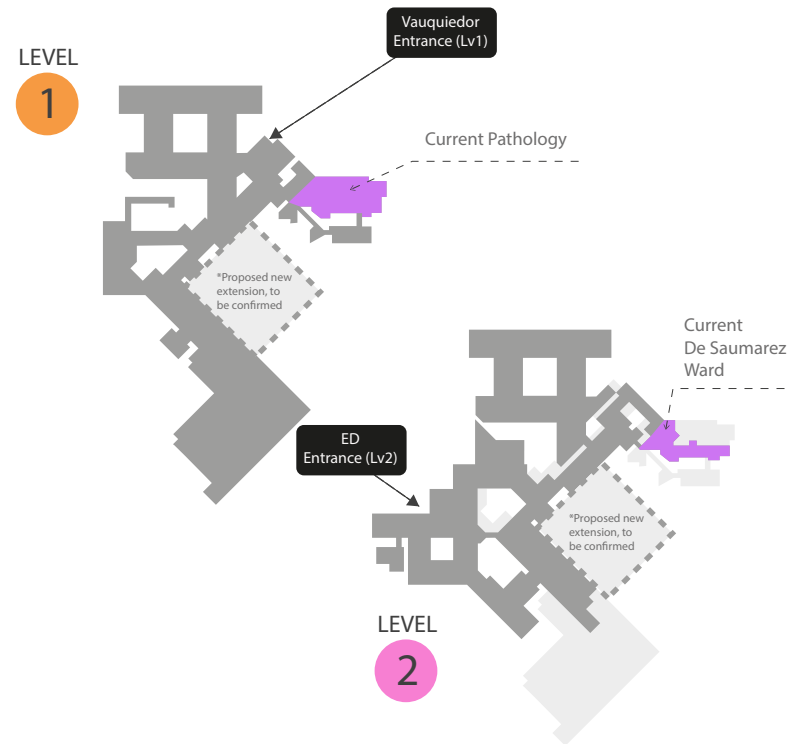 Vauquiedor
Entrance (Lv1)
LEVEL
1
Current Pathology
*Proposed new
extension, to
be confirmed
Current
De Saumarez
Ward
ED
Entrance (Lv2)
*Proposed new
extension, to
be confirmed
LEVEL
2